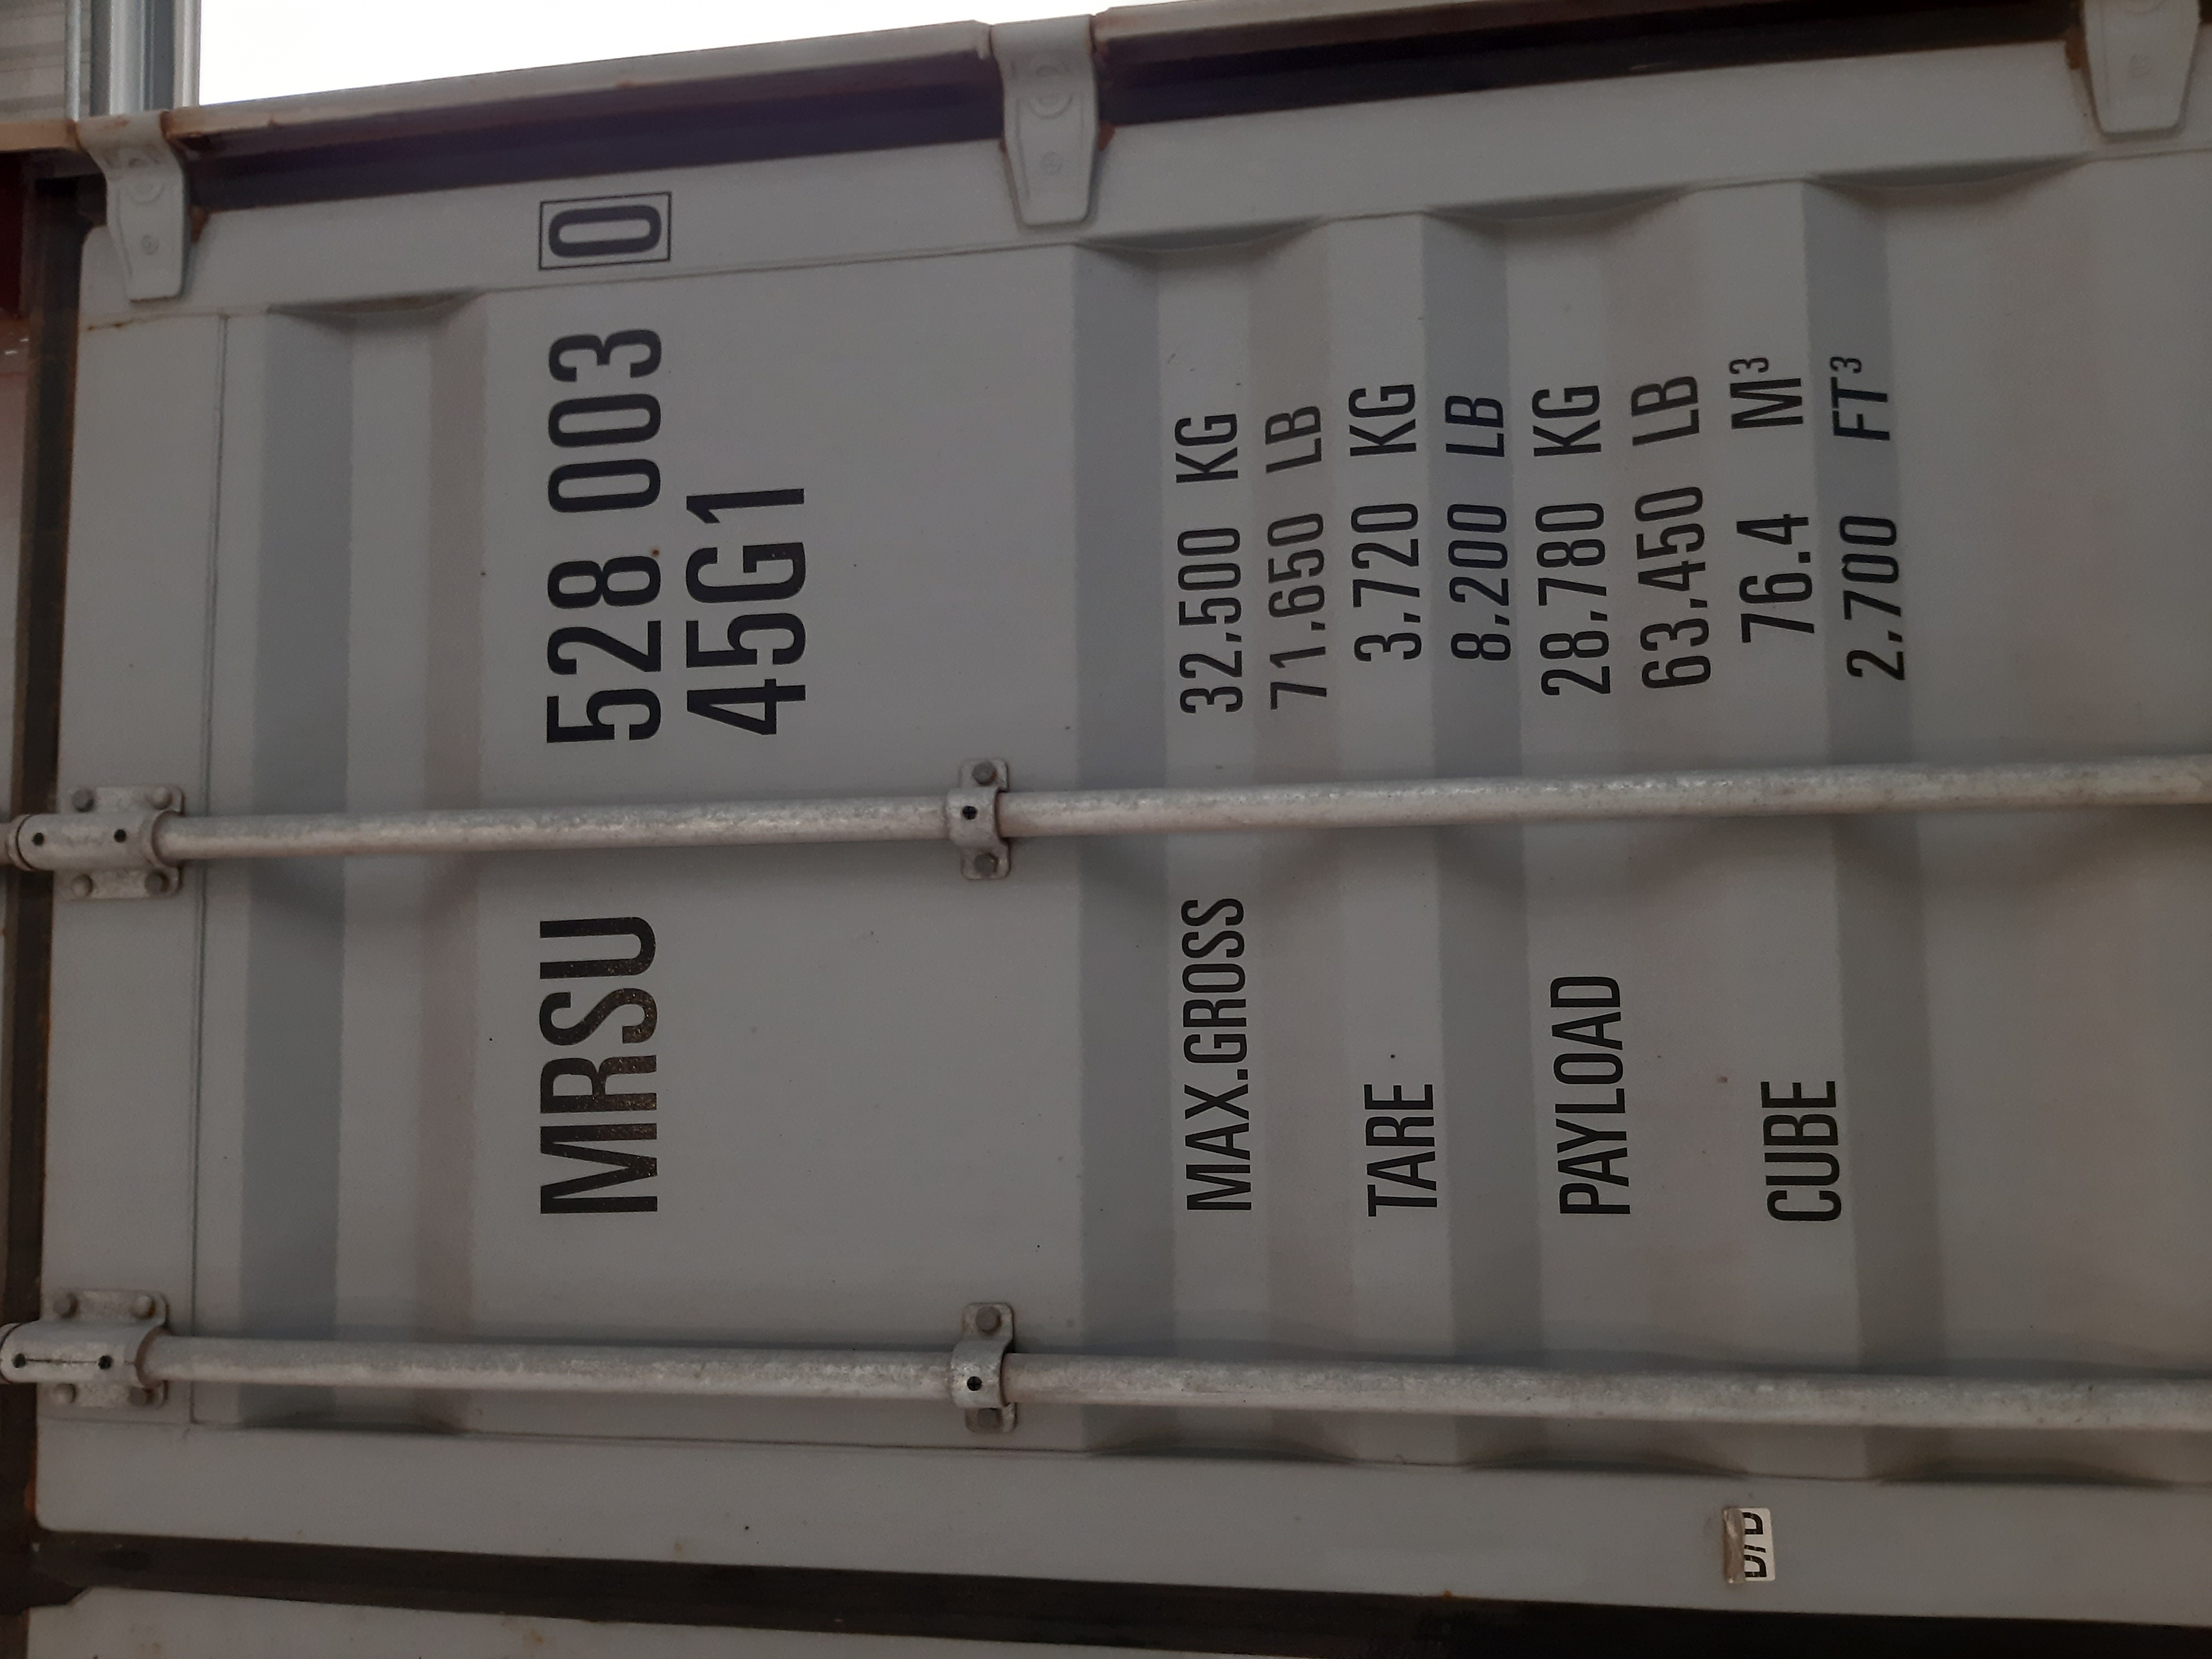 MRSU 528 003 0
45G1
MAX.GROSS 32.500 KG
71.650 LB
TARE 3.720 KG
8.200 LB
PAYLOAD 28.780 KG
63.450 LB
CUBE 76.4 M³
2.700 FT³